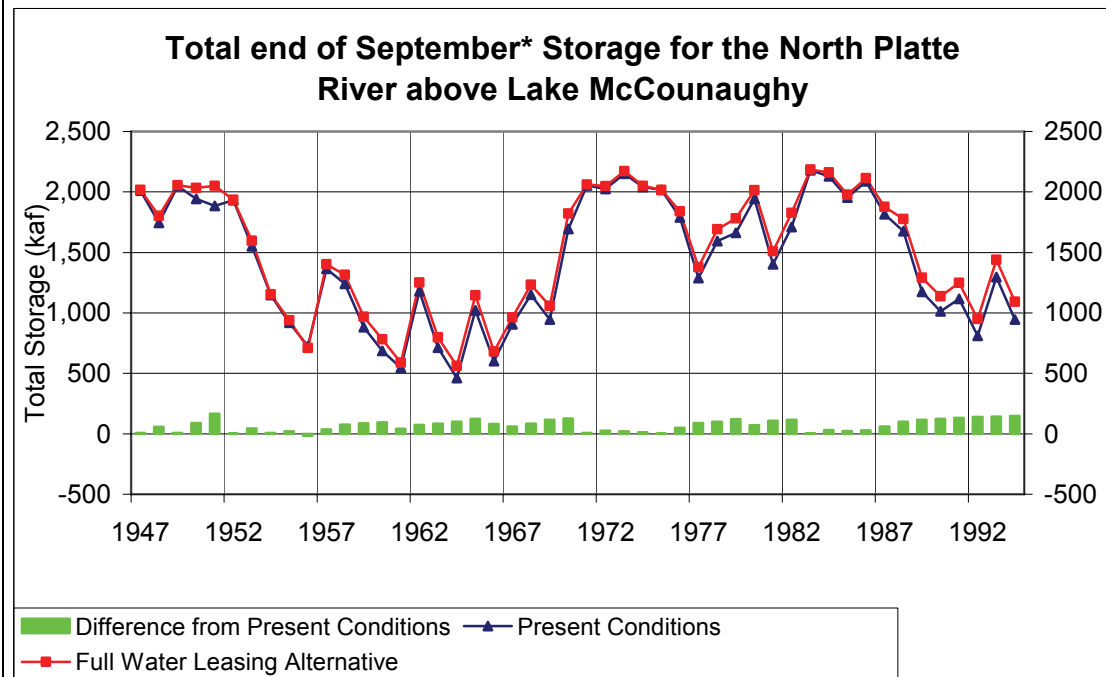 Total end of September* Storage for the North Platte
River above Lake McCounaughy
Total Storage (kaf)
2,500
2,000
1,500
1,000
500
0
-500
2500
2000
1500
1000
500
0
-500
1947 1952 1957 1962 1967 1972 1977 1982 1987 1992
Difference from Present Conditions Present Conditions
Full Water Leasing Alternative